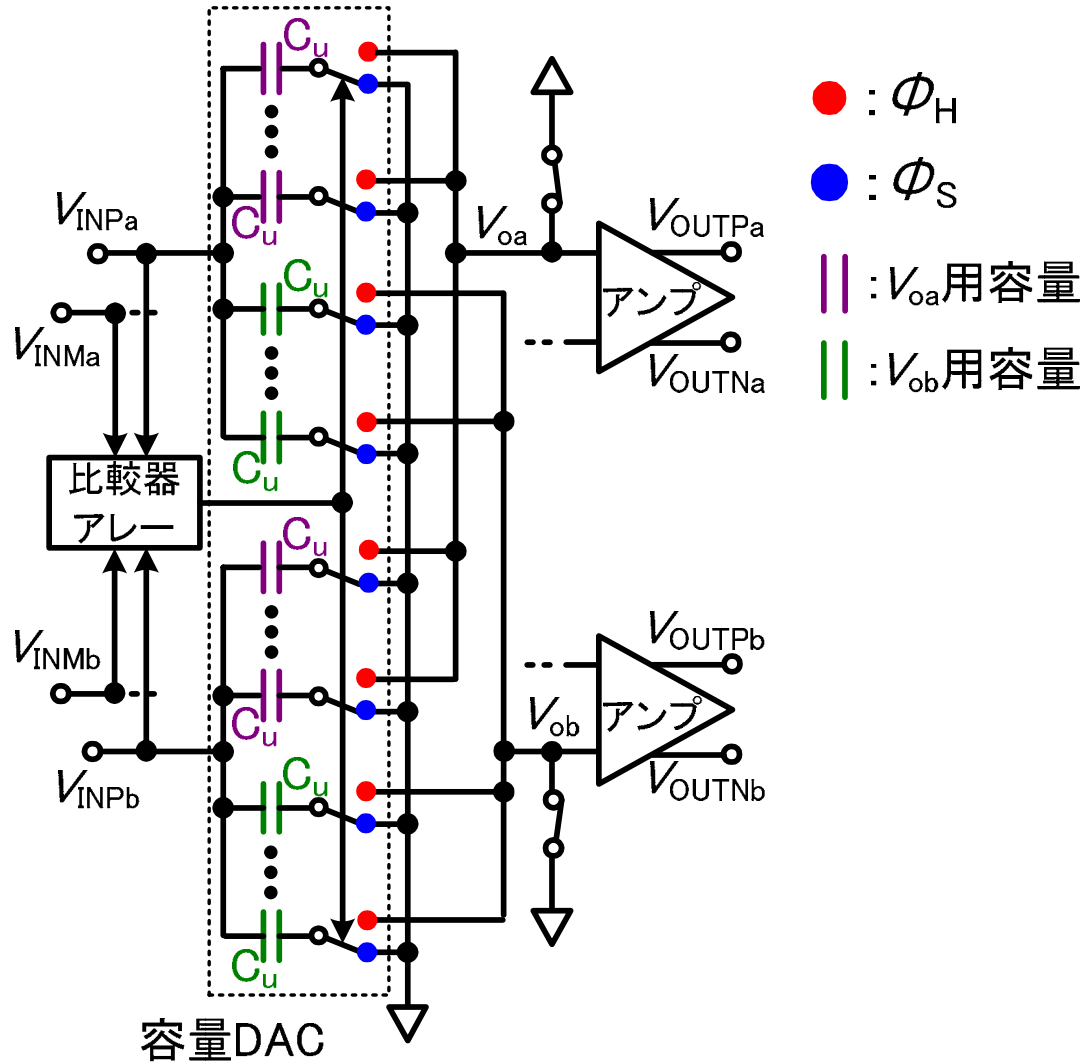 Cu
Cu
Cu
Cu
Cu
Cu
Cu
Cu
VINPa
VINMa
比較器
アレー
VINMb
VINPb
容量DAC
Voa
アンプ
VOUTPa
VOUTNa
Vob
アンプ
VOUTPb
VOUTNb
: ΦH
: ΦS
: Voa用容量
: Vob用容量